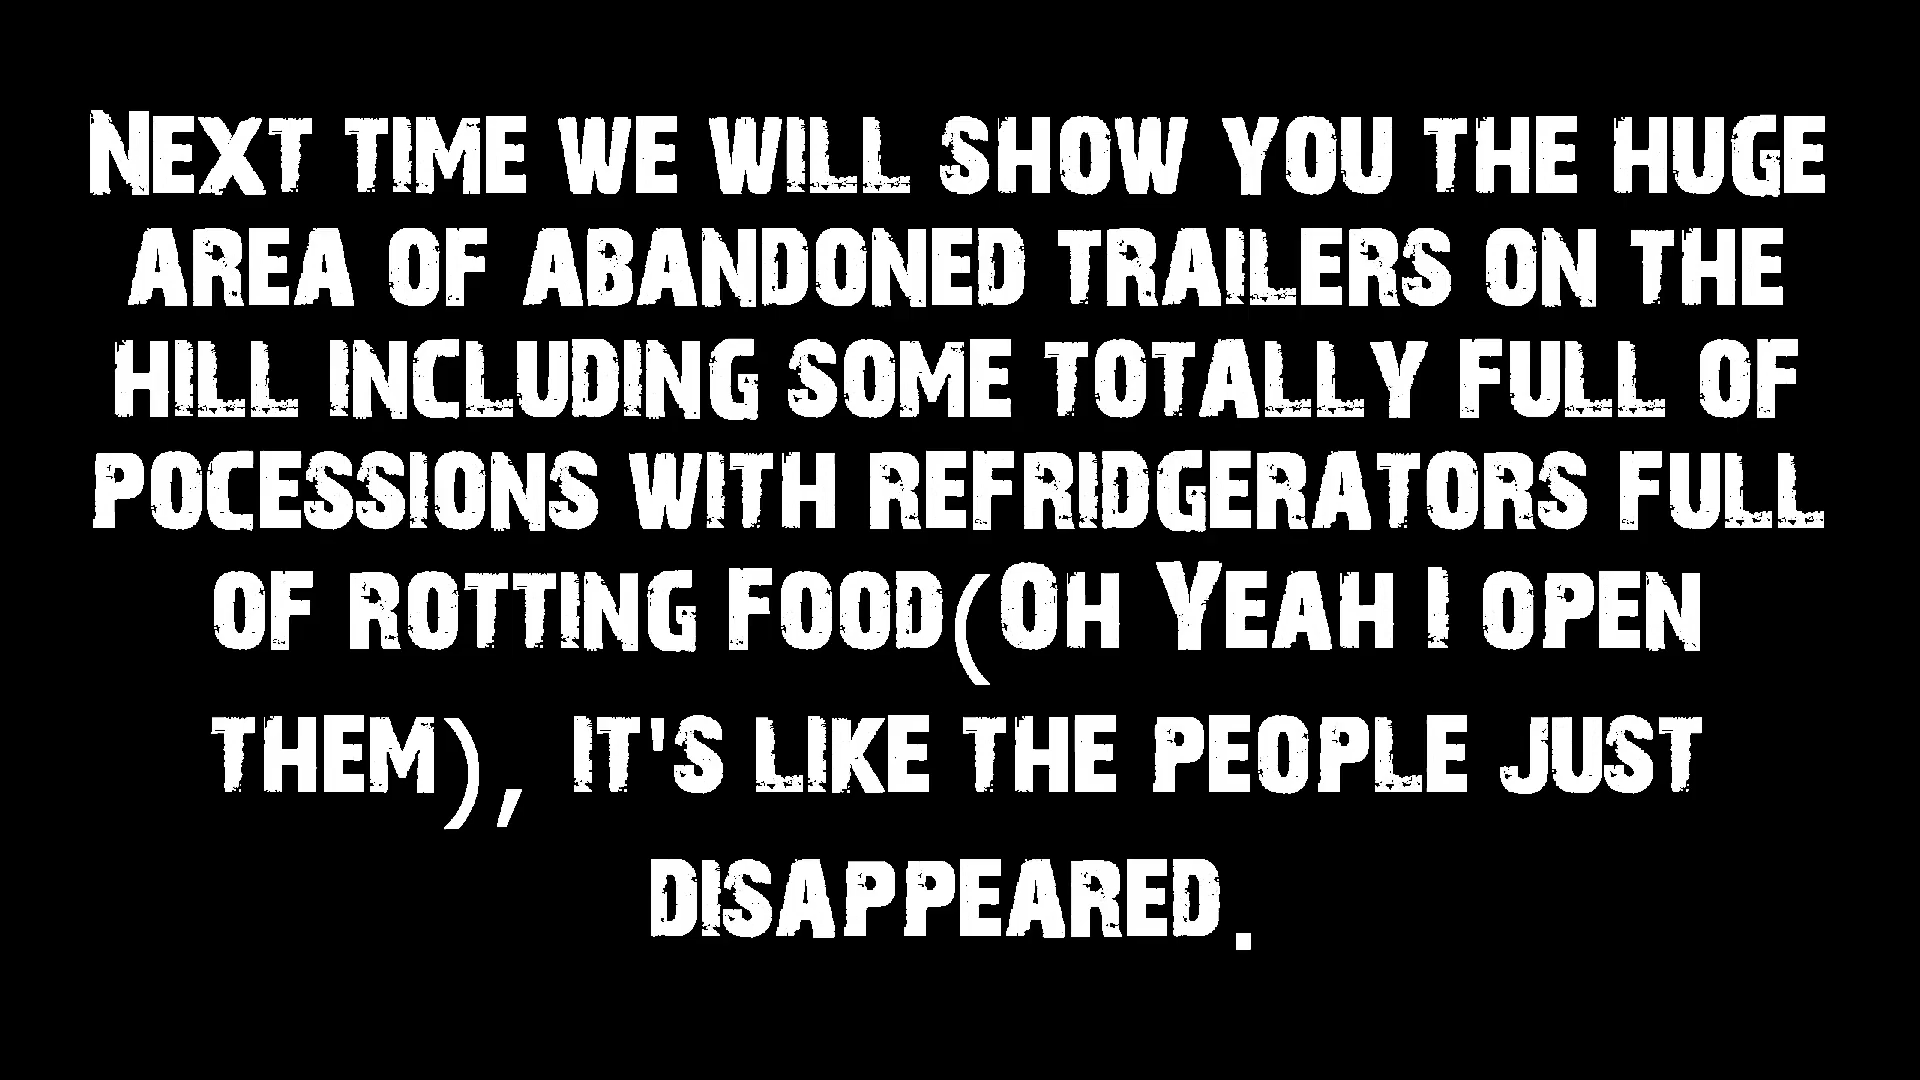 Next time we will show you the huge
area of abandoned trailers on the
hill including some totally full of
pocessions with refridgerators full
of rotting food(Oh Yeah I open
them), it's like the people just
disappeared.